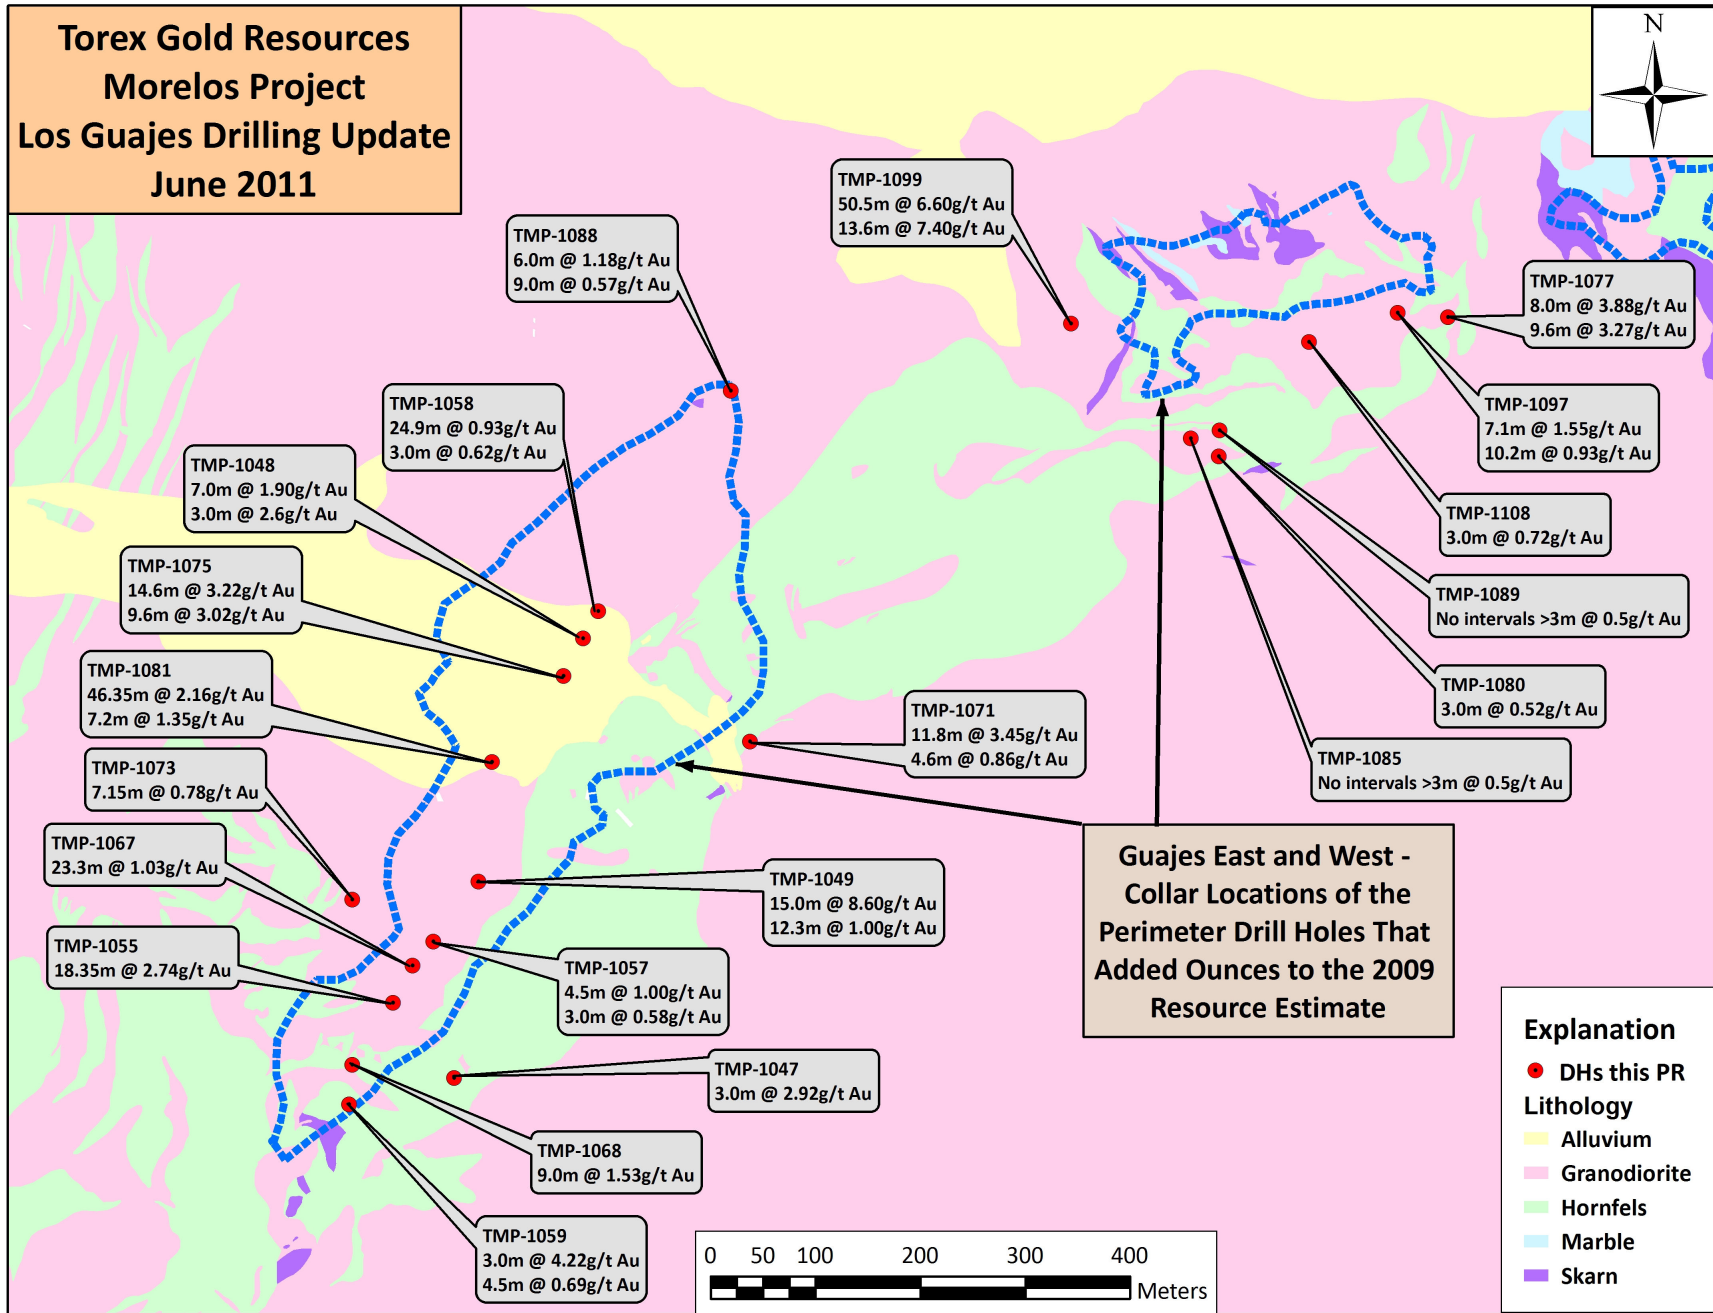 Torex Gold Resources
Morelos Project
Los Guajes Drilling Update
June 2011
N
TMP-1099
50.5m @ 6.60g/t Au
13.6m @ 7.40g/t Au
TMP-1088
6.0m @ 1.18g/t Au
9.0m @ 0.57g/t Au
TMP-1077
8.0m @ 3.88g/t Au
9.6m @ 3.27g/t Au
TMP-1058
24.9m @ 0.93g/t Au
3.0m @ 0.62g/t Au
TMP-1097
7.1m @ 1.55g/t Au
10.2m @ 0.93g/t Au
TMP-1048
7.0m @ 1.90g/t Au
3.0m @ 2.6g/t Au
TMP-1108
3.0m @ 0.72g/t Au
TMP-1075
14.6m @ 3.22g/t Au
9.6m @ 3.02g/t Au
TMP-1089
No intervals >3m @ 0.5g/t Au
TMP-1081
46.35m @ 2.16g/t Au
7.2m @ 1.35g/t Au
TMP-1080
3.0m @ 0.52g/t Au
TMP-1071
11.8m @ 3.45g/t Au
4.6m @ 0.86g/t Au
TMP-1085
No intervals >3m @ 0.5g/t Au
TMP-1073
7.15m @ 0.78g/t Au
TMP-1067
23.3m @ 1.03g/t Au
Guajes East and West -
Collar Locations of the
Perimeter Drill Holes That
Added Ounces to the 2009
Resource Estimate
TMP-1049
15.0m @ 8.60g/t Au
12.3m @ 1.00g/t Au
TMP-1055
18.35m @ 2.74g/t Au
TMP-1057
4.5m @ 1.00g/t Au
3.0m @ 0.58g/t Au
TMP-1047
3.0m @ 2.92g/t Au
TMP-1068
9.0m @ 1.53g/t Au
TMP-1059
3.0m @ 4.22g/t Au
4.5m @ 0.69g/t Au
Explanation
DHs this PR
Lithology
Alluvium
Granodiorite
Hornfels
Marble
Skarn
0 50 100 200 300 400
Meters